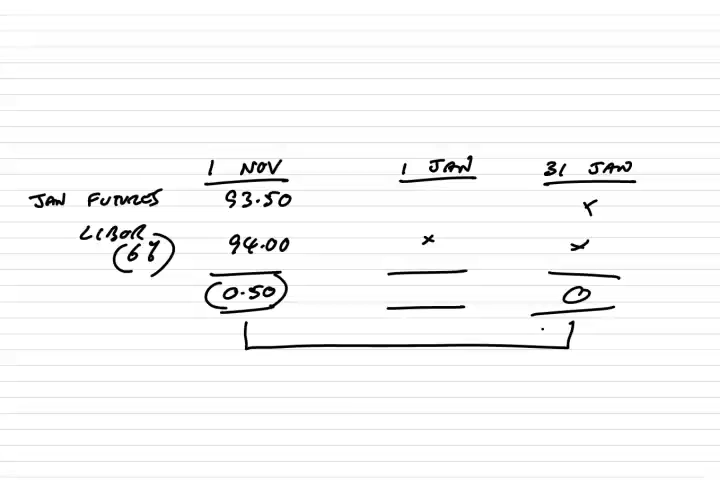 1 NOV 1 JAN 31 JAN
JAN FUTURES 93.50 x
LIBOR 94.00 x x
(6%)
(0.50) 0